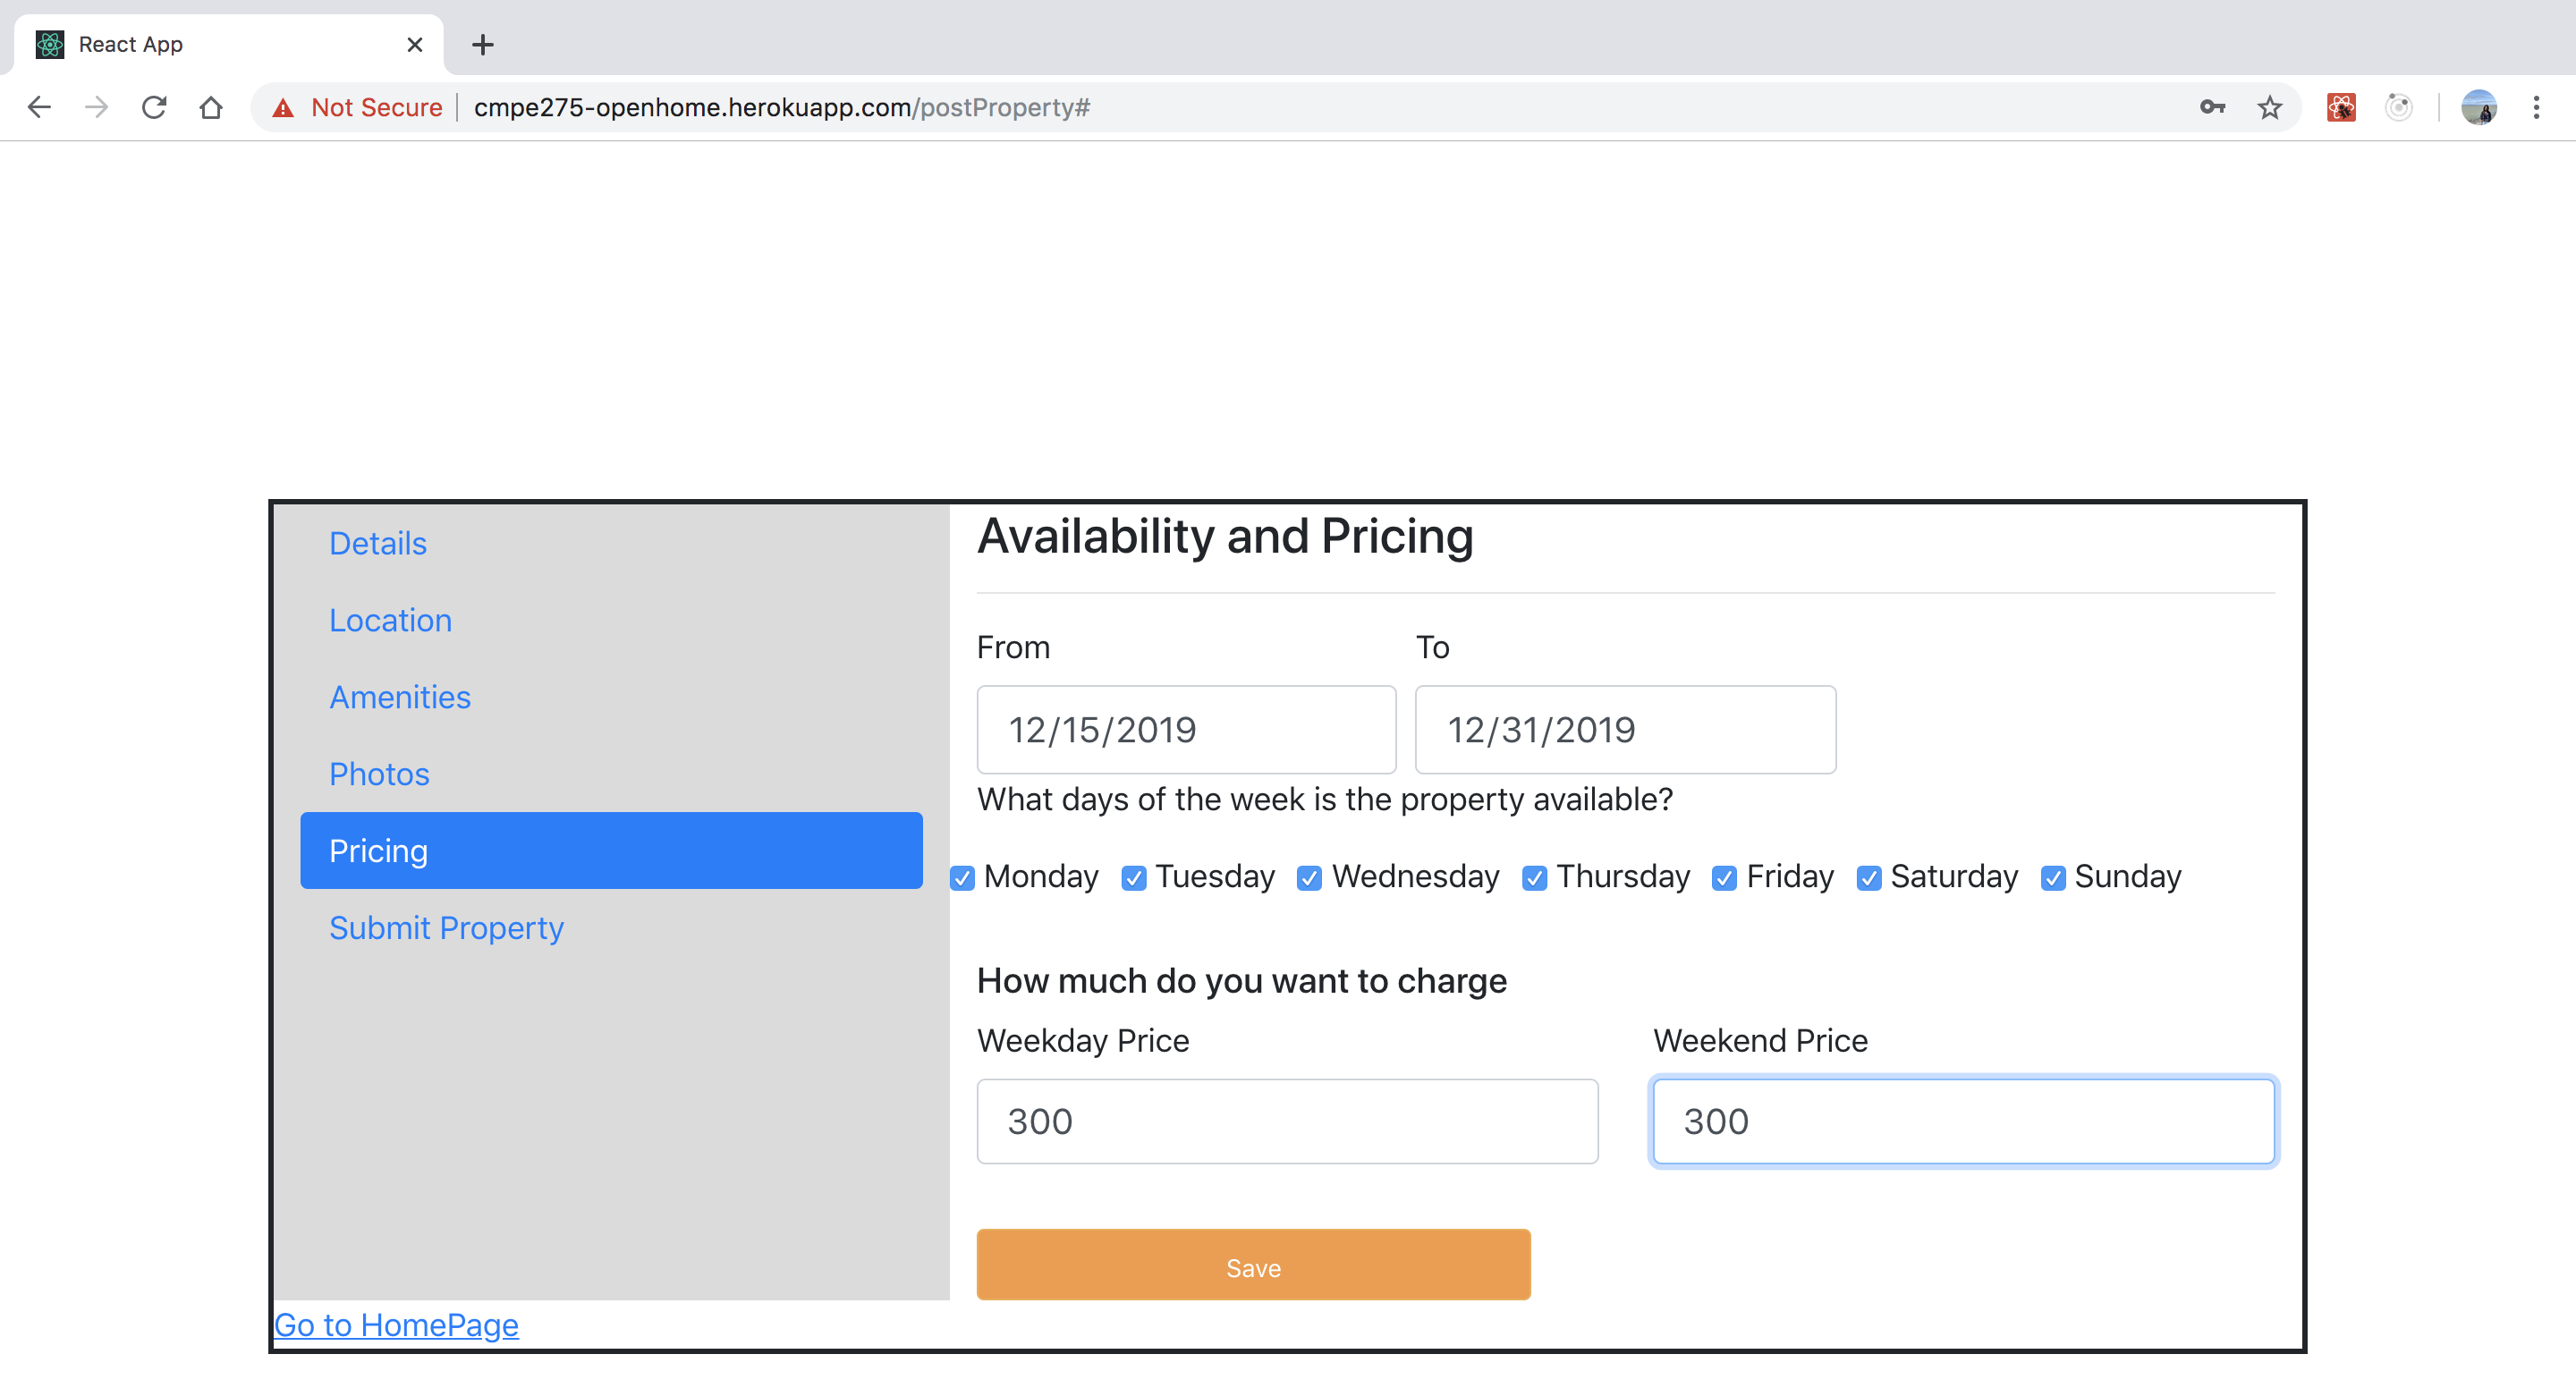 React App
Not Secure cmpe275-openhome.herokuapp.com/postProperty#
Details
Location
Amenities
Photos
Pricing
Submit Property
Go to HomePage
Availability and Pricing
From To
12/15/2019 12/31/2019
What days of the week is the property available?
Monday Tuesday Wednesday Thursday Friday Saturday Sunday
How much do you want to charge
Weekday Price Weekend Price
300 300
Save